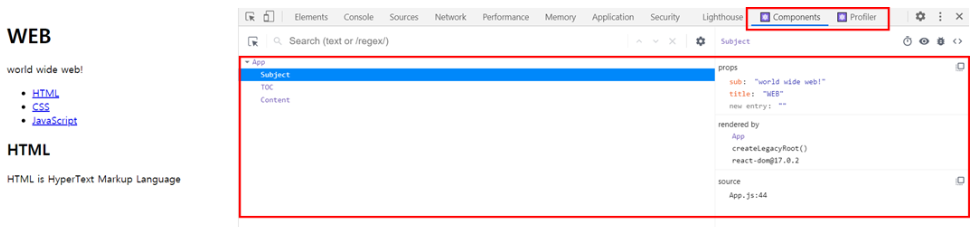 WEB
world wide web!
HTML
CSS
JavaScript
HTML
HTML is HyperText Markup Language
Elements Console Sources Network Performance Memory Application Security Lighthouse Components Profiler
Search (text or /regex/)
App
Subject
TOC
Content
Subject
props
sub: "world wide web!"
title: "WEB"
new entry: ""
rendered by
App
createLegacyRoot()
react-dom@17.0.2
source
App.js:44